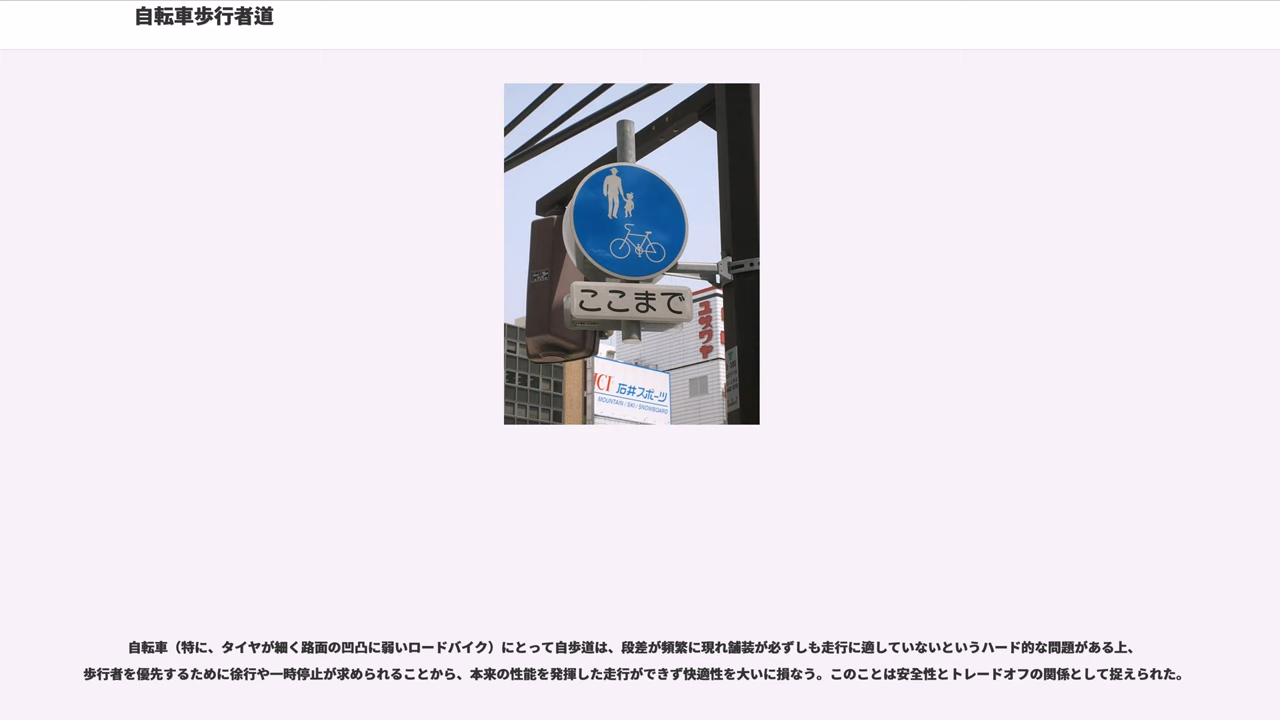 自転車歩行者道
ここまで
ユザワヤ
ICI 石井スポーツ
MOUNTAIN / SKI / SNOWBOARD
自転車（特に、タイヤが細く路面の凹凸に弱いロードバイク）にとって自歩道は、段差が頻繁に現れ舗装が必ずしも走行に適していないというハード的な問題がある上、
歩行者を優先するために徐行や一時停止が求められることから、本来の性能を発揮した走行ができず快適性を大いに損なう。このことは安全性とトレードオフの関係として捉えられた。